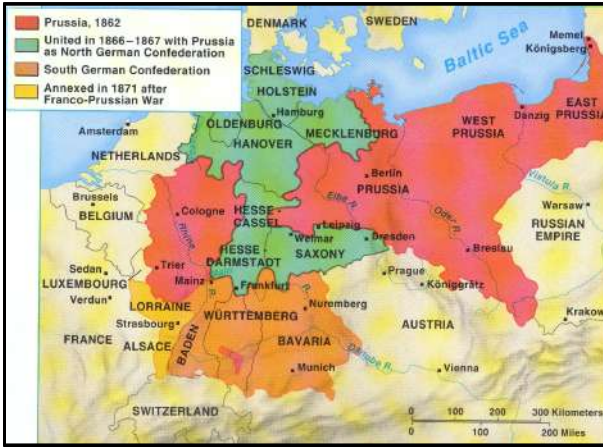 Prussia, 1862
United in 1866–1867 with Prussia
as North German Confederation
South German Confederation
Annexed in 1871 after
Franco-Prussian War
DENMARK
SWEDEN
Baltic Sea
Memel
Königsberg
SCHLESWIG
HOLSTEIN
Hamburg
Danzig
EAST
PRUSSIA
WEST
PRUSSIA
OLDENBURG
MECKLENBURG
HANOVER
Amsterdam
NETHERLANDS
Berlin
PRUSSIA
Vistula R.
Elbe R.
Oder R.
Warsaw
RUSSIAN
EMPIRE
Brussels
BELGIUM
Cologne
Rhine
R.
HESSE
CASSEL
Leipzig
Weimar
Dresden
SAXONY
Breslau
HESSE
DARMSTADT
Sedan
LUXEMBOURG
Trier
Mainz
Verdun
Frankfurt
Prague
Königgrätz
LORRAINE
WÜRTTEMBERG
Nuremberg
Krakow
Strasbourg
BADEN
BAVARIA
AUSTRIA
FRANCE
ALSACE
Munich
Danube R.
Vienna
SWITZERLAND
0 100 200 300 Kilometers
0 100 200 Miles